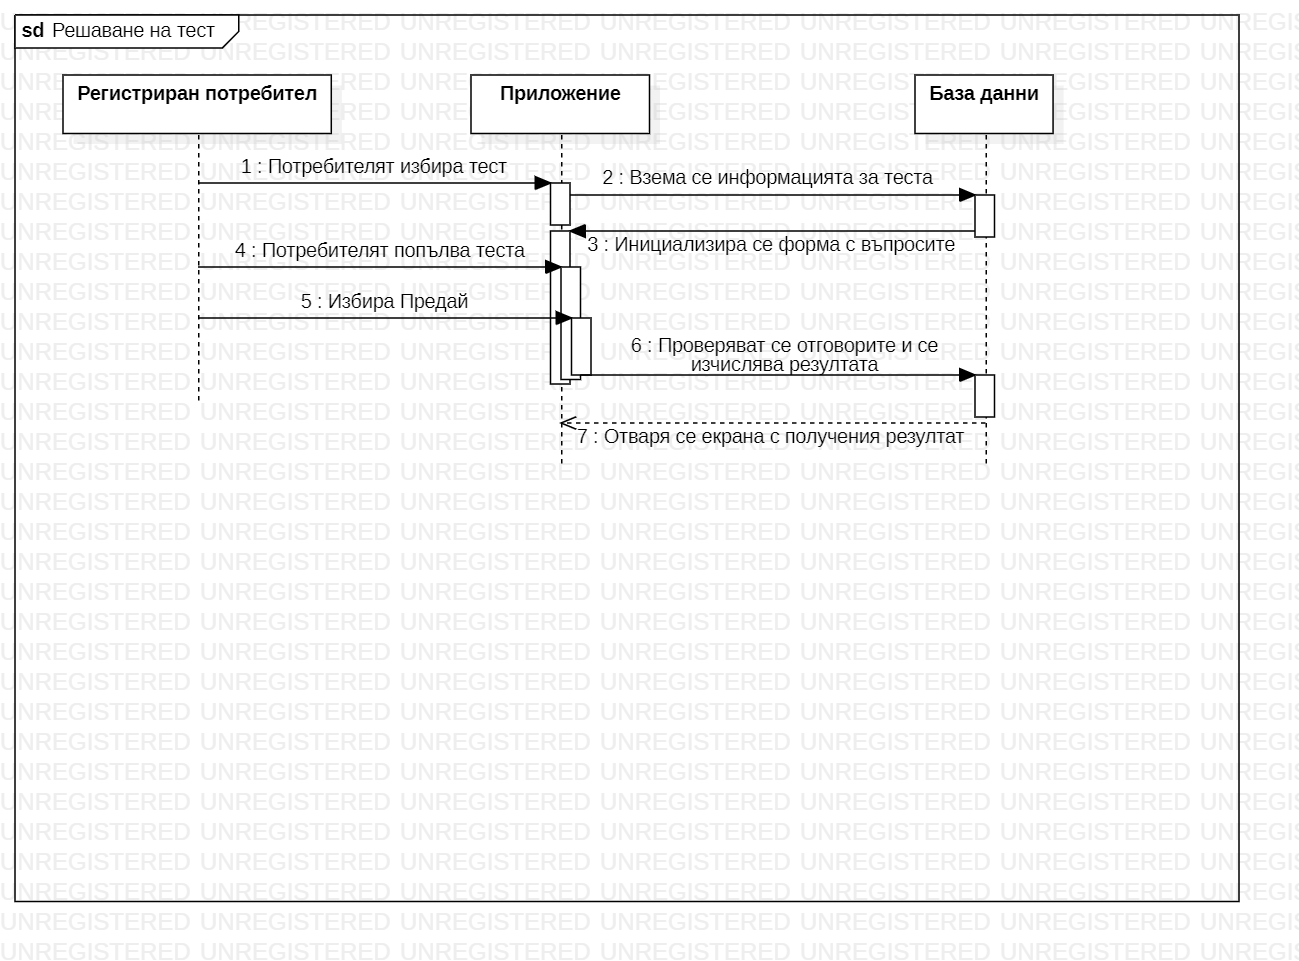 sd Решаване на тест
Регистриран потребител
Приложение
База данни
1 : Потребителят избира тест
2 : Взема се информацията за теста
3 : Инициализира се форма с въпросите
4 : Потребителят попълва теста
5 : Избира Предай
6 : Проверяват се отговорите и се
изчислява резултата
7 : Отваря се екрана с получения резултат
UNREGISTERED